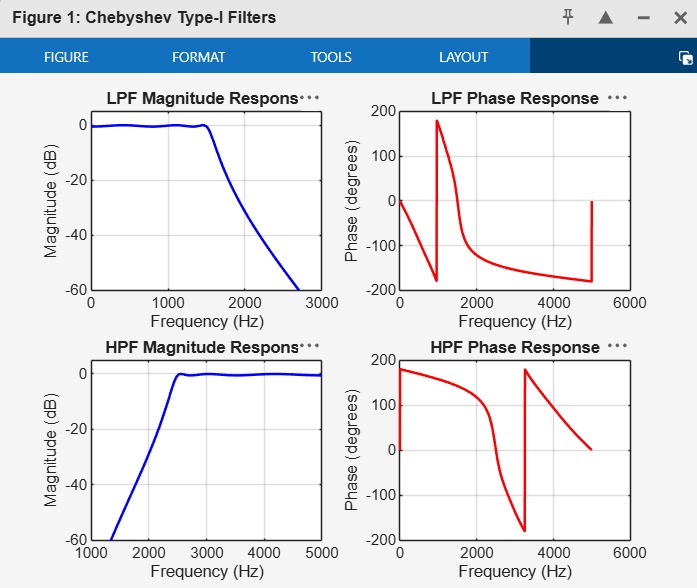 Figure 1: Chebyshev Type-I Filters
FIGURE FORMAT TOOLS LAYOUT
LPF Magnitude Respons
Magnitude (dB)
0
-20
-40
-60
0 1000 2000 3000
Frequency (Hz)
LPF Phase Response
Phase (degrees)
200
100
0
-100
-200
0 2000 4000 6000
Frequency (Hz)
HPF Magnitude Respons
Magnitude (dB)
0
-20
-40
-60
1000 2000 3000 4000 5000
Frequency (Hz)
HPF Phase Response
Phase (degrees)
200
100
0
-100
-200
0 2000 4000 6000
Frequency (Hz)